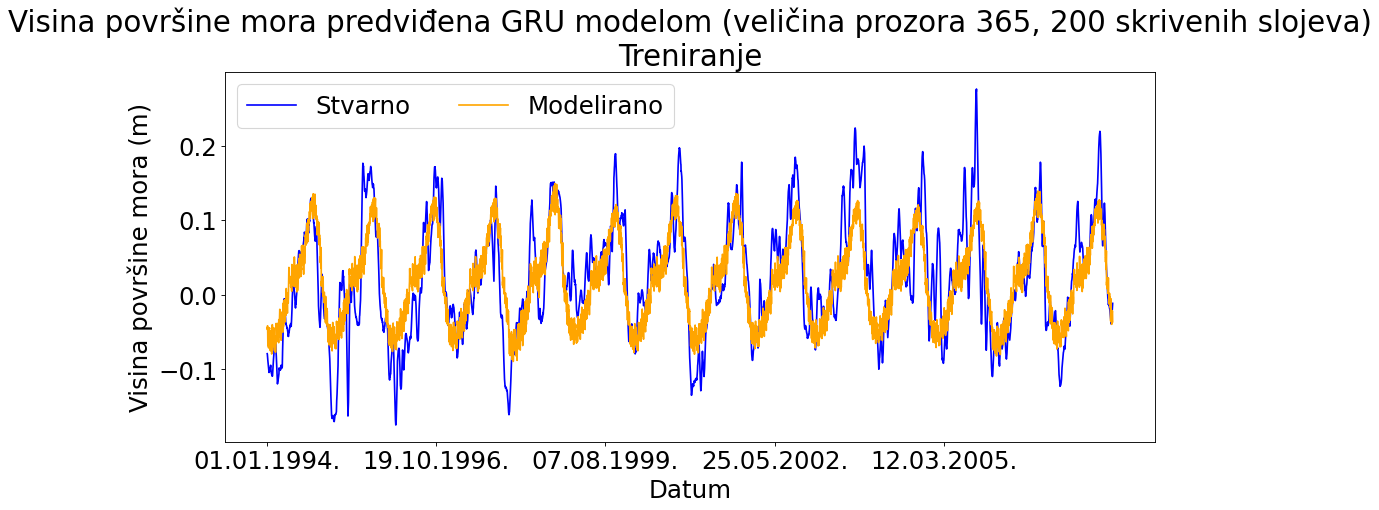 Visina površine mora predviđena GRU modelom (veličina prozora 365, 200 skrivenih slojeva)
Treniranje
Stvarno
Modelirano
Visina površine mora (m)
0.2
0.1
0.0
−0.1
01.01.1994.
19.10.1996.
07.08.1999.
25.05.2002.
12.03.2005.
Datum